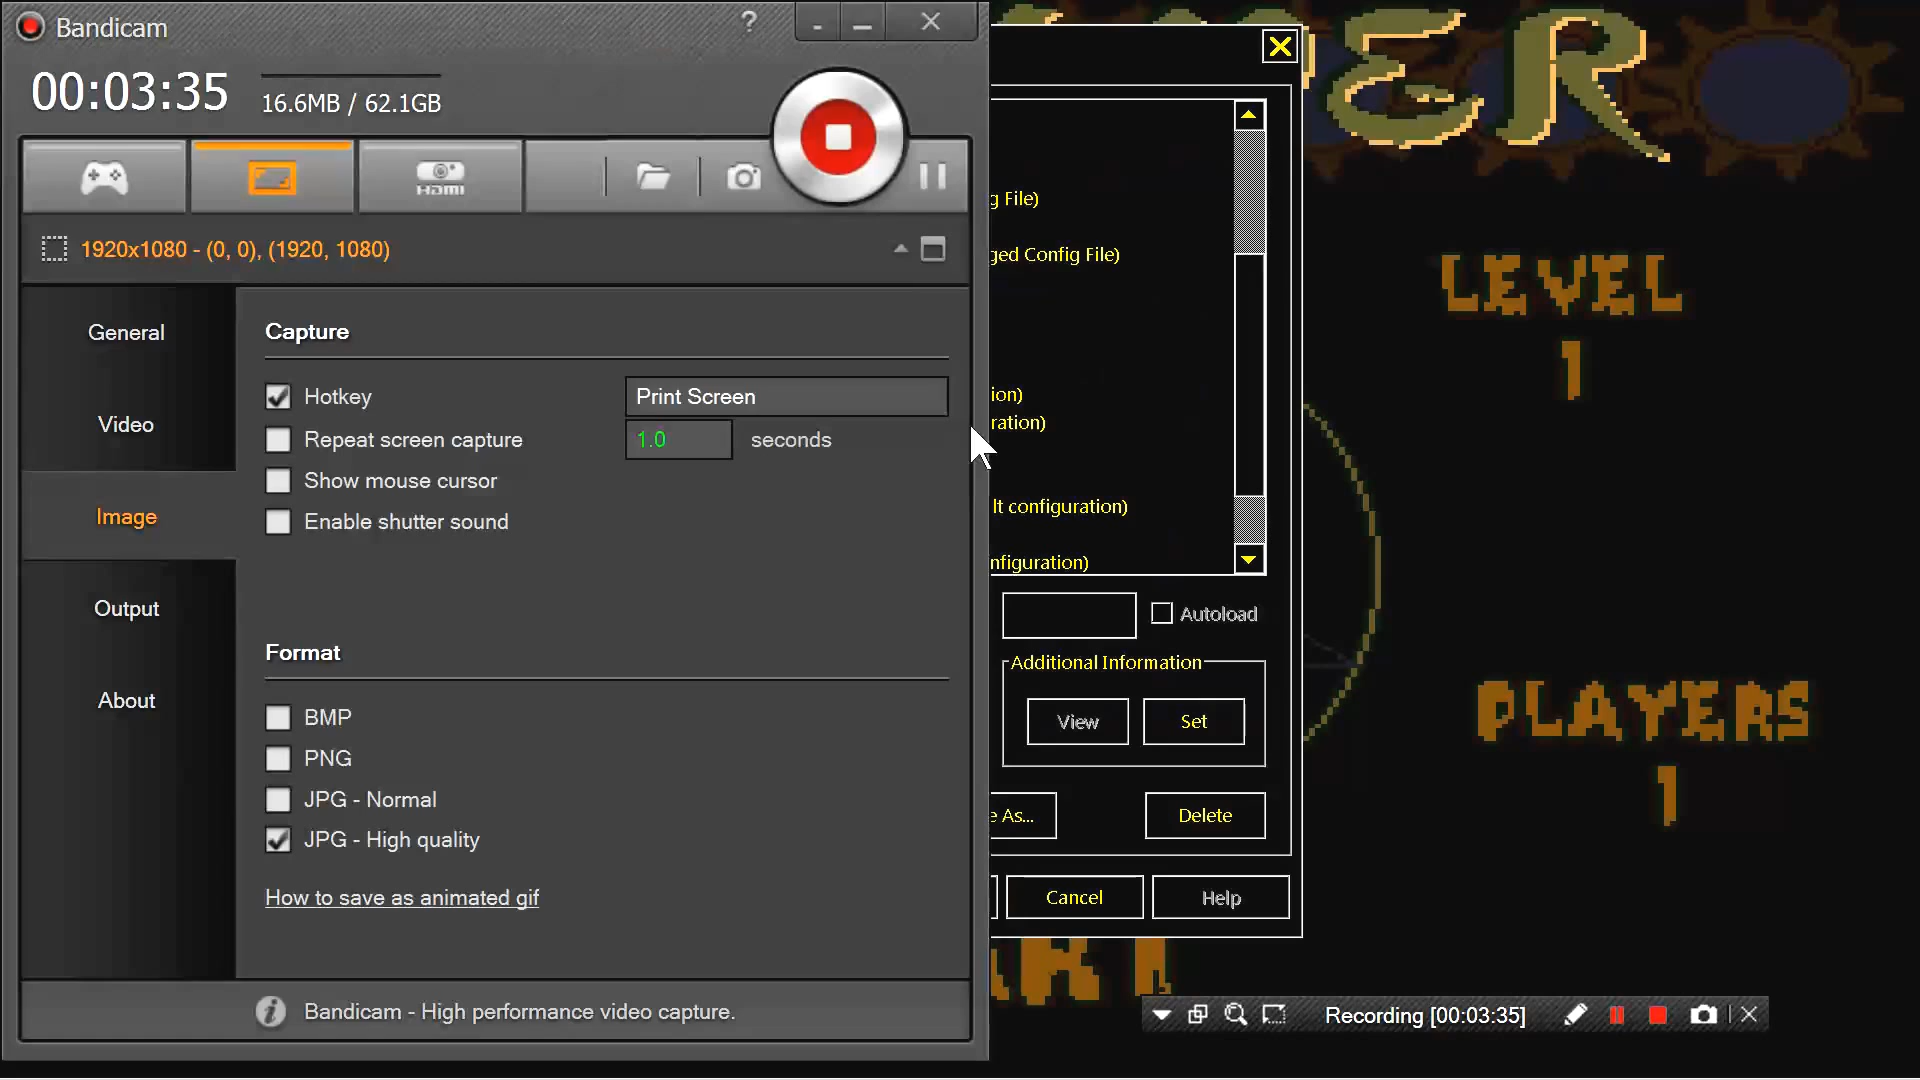 Bandicam
?
00:03:35
16.6MB / 62.1GB
HDMI
1920x1080 - (0, 0), (1920, 1080)
General
Video
Image
Output
About
Capture
Hotkey
Print Screen
Repeat screen capture
1.0
seconds
Show mouse cursor
Enable shutter sound
Format
BMP
PNG
JPG - Normal
JPG - High quality
How to save as animated gif
Bandicam - High performance video capture.
g File)
ged Config File)
ion)
ration)
lt configuration)
nfiguration)
Autoload
Additional Information
View
Set
e As...
Delete
Cancel
Help
ER
LEVEL
1
PLAYERS
1
Recording [00:03:35]